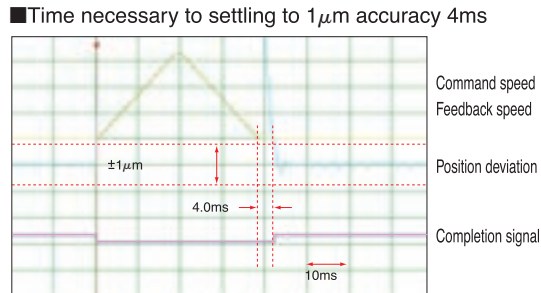 ■Time necessary to settling to 1μm accuracy 4ms
Command speed
Feedback speed
±1μm
Position deviation
4.0ms
Completion signal
10ms